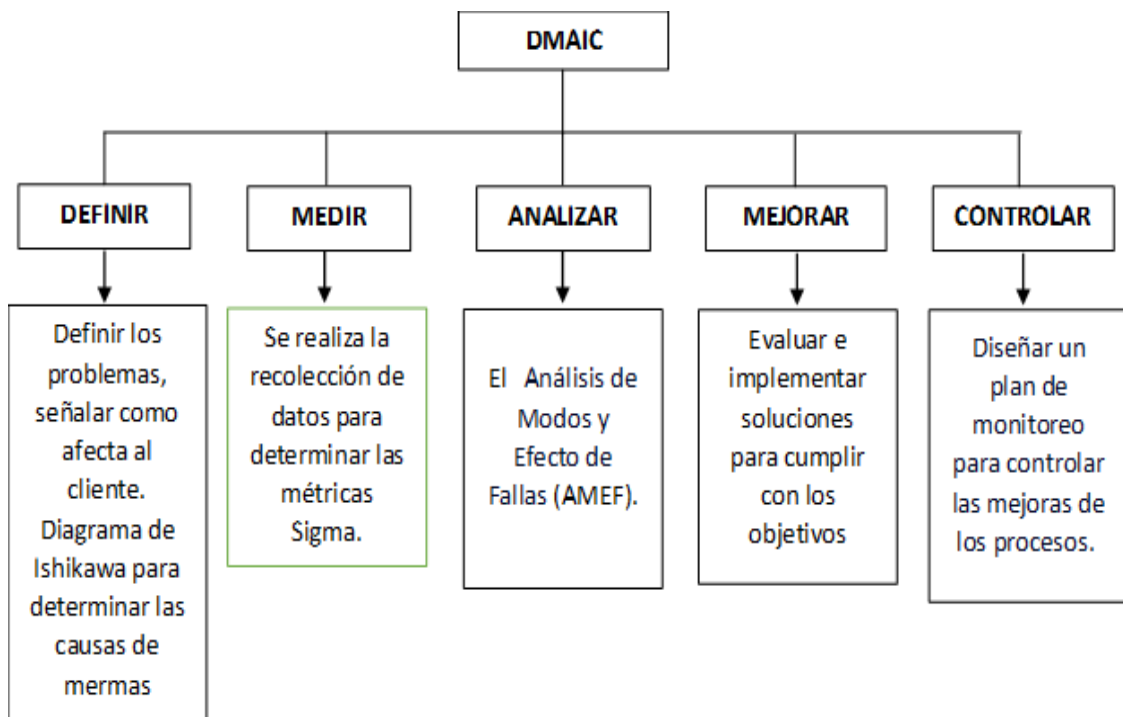 DMAIC
DEFINIR
MEDIR
ANALIZAR
MEJORAR
CONTROLAR
Definir los
problemas,
señalar como
afecta al
cliente.
Diagrama de
Ishikawa para
determinar las
causas de
mermas
Se realiza la
recolección de
datos para
determinar las
métricas
Sigma.
El Análisis de
Modos y
Efecto de
Fallas (AMEF).
Evaluar e
implementar
soluciones
para cumplir
con los
objetivos
Diseñar un
plan de
monitoreo
para controlar
las mejoras de
los procesos.